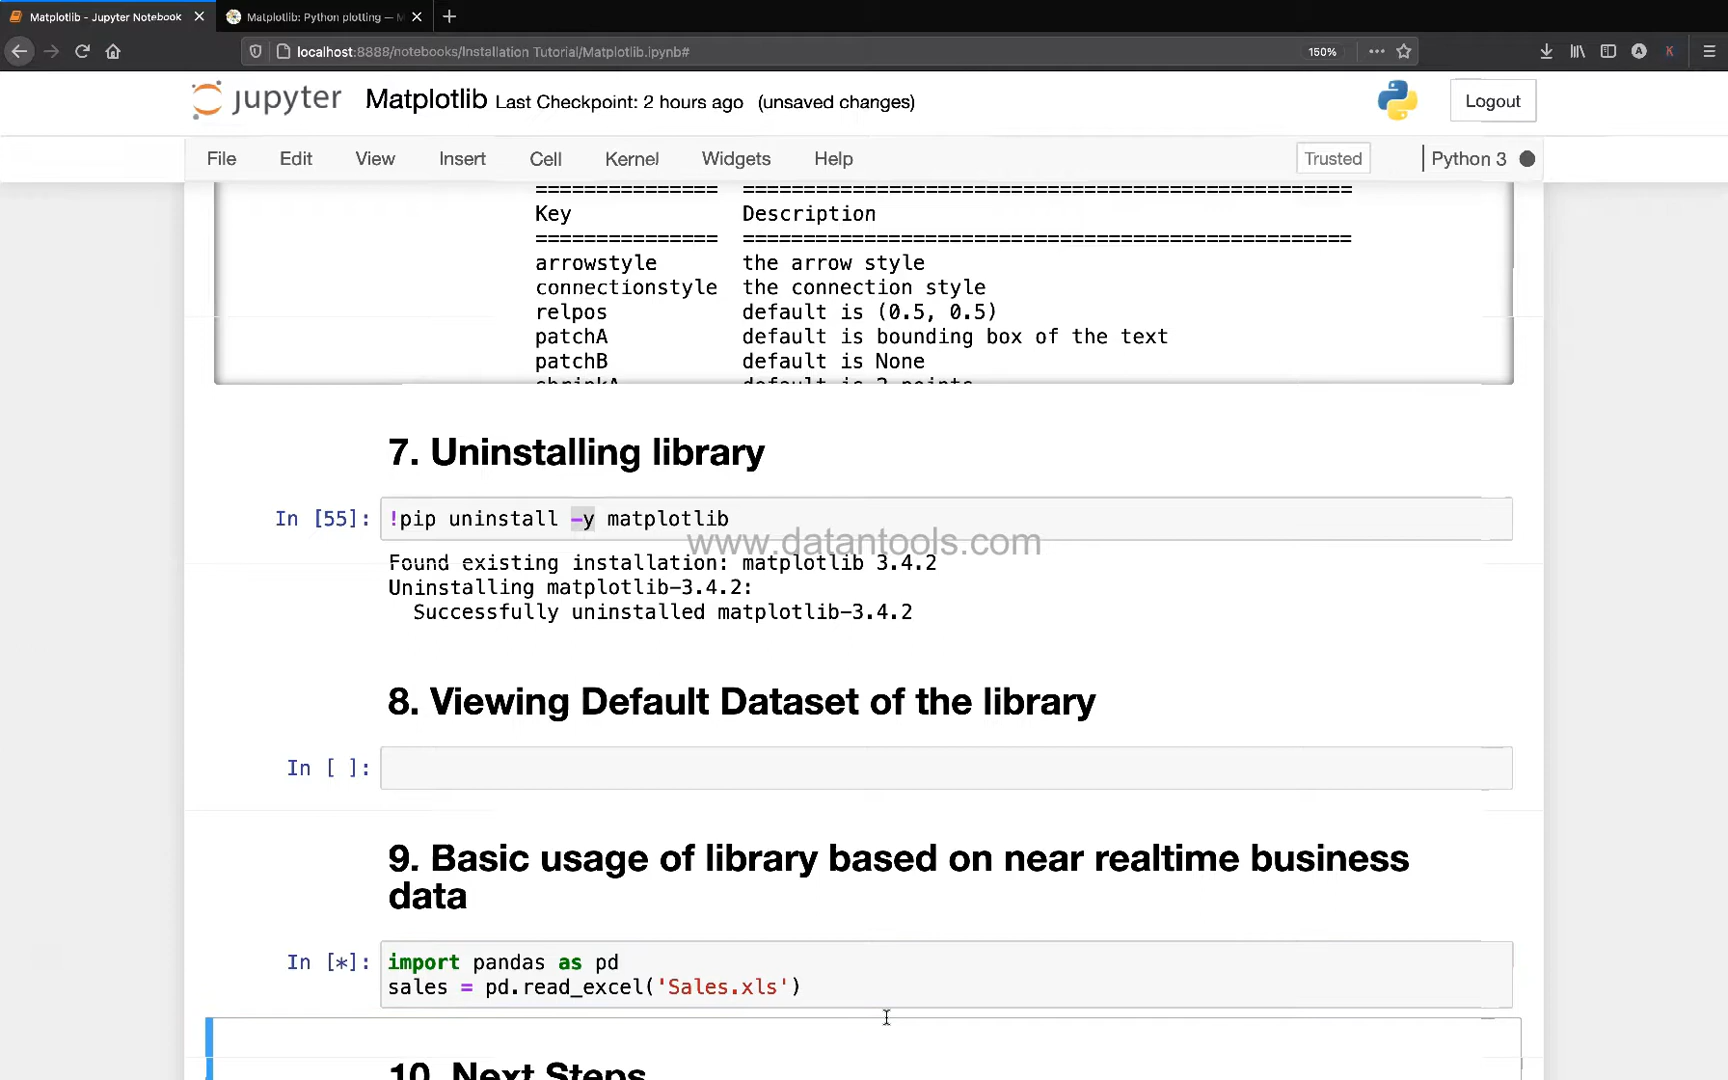 Matplotlib - Jupyter Notebook
Matplotlib: Python plotting — M
localhost:8888/notebooks/Installation Tutorial/Matplotlib.ipynb#
150%
jupyter
Matplotlib Last Checkpoint: 2 hours ago (unsaved changes)
Logout
File Edit View Insert Cell Kernel Widgets Help
Trusted
Python 3
=============== ==================================================
Key Description
=============== ==================================================
arrowstyle the arrow style
connectionstyle the connection style
relpos default is (0.5, 0.5)
patchA default is bounding box of the text
patchB default is None
shrinkA default is 2 points
7. Uninstalling library
In [55]: !pip uninstall -y matplotlib
www.datantools.com
Found existing installation: matplotlib 3.4.2
Uninstalling matplotlib-3.4.2:
Successfully uninstalled matplotlib-3.4.2
8. Viewing Default Dataset of the library
In [ ]:
9. Basic usage of library based on near realtime business
data
In [*]: import pandas as pd
sales = pd.read_excel('Sales.xls')
10. Next Steps